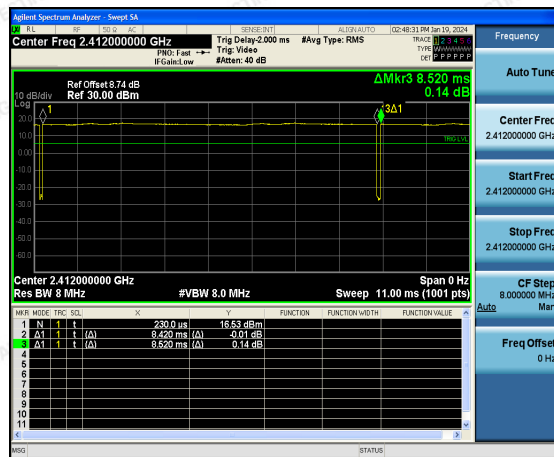 Agilent Spectrum Analyzer - Swept SA
RL RF 50 Ω AC SENSE:INT ALIGNAUTO 02:48:31 PM Jan 19, 2024
Center Freq 2.412000000 GHz
PNO: Fast
IFGain:Low
Trig Delay-2.000 ms
Trig: Video
#Atten: 40 dB
#Avg Type: RMS
TRACE 1 2 3 4 5 6
TYPE WWWWWW
DET P P P P P P
Ref Offset 8.74 dB
10 dB/div Ref 30.00 dBm
Log
ΔMkr3 8.520 ms
0.14 dB
20.0
10.0
0.00
-10.0
-20.0
-30.0
-40.0
-50.0
-60.0
1
3Δ1
TRIG LVL
Center 2.412000000 GHz Span 0 Hz
Res BW 8 MHz #VBW 8.0 MHz Sweep 11.00 ms (1001 pts)
MKR MODE TRC SCL X Y FUNCTION FUNCTION WIDTH FUNCTION VALUE
1 N 1 t 230.0 µs 16.53 dBm
2 Δ1 1 t (Δ) 8.420 ms (Δ) -0.01 dB
3 Δ1 1 t (Δ) 8.520 ms (Δ) 0.14 dB
4
5
6
7
8
9
10
11
MSG STATUS
Frequency
Auto Tune
Center Freq
2.412000000 GHz
Start Freq
2.412000000 GHz
Stop Freq
2.412000000 GHz
CF Step
8.000000 MHz
Auto Man
Freq Offset
0 Hz